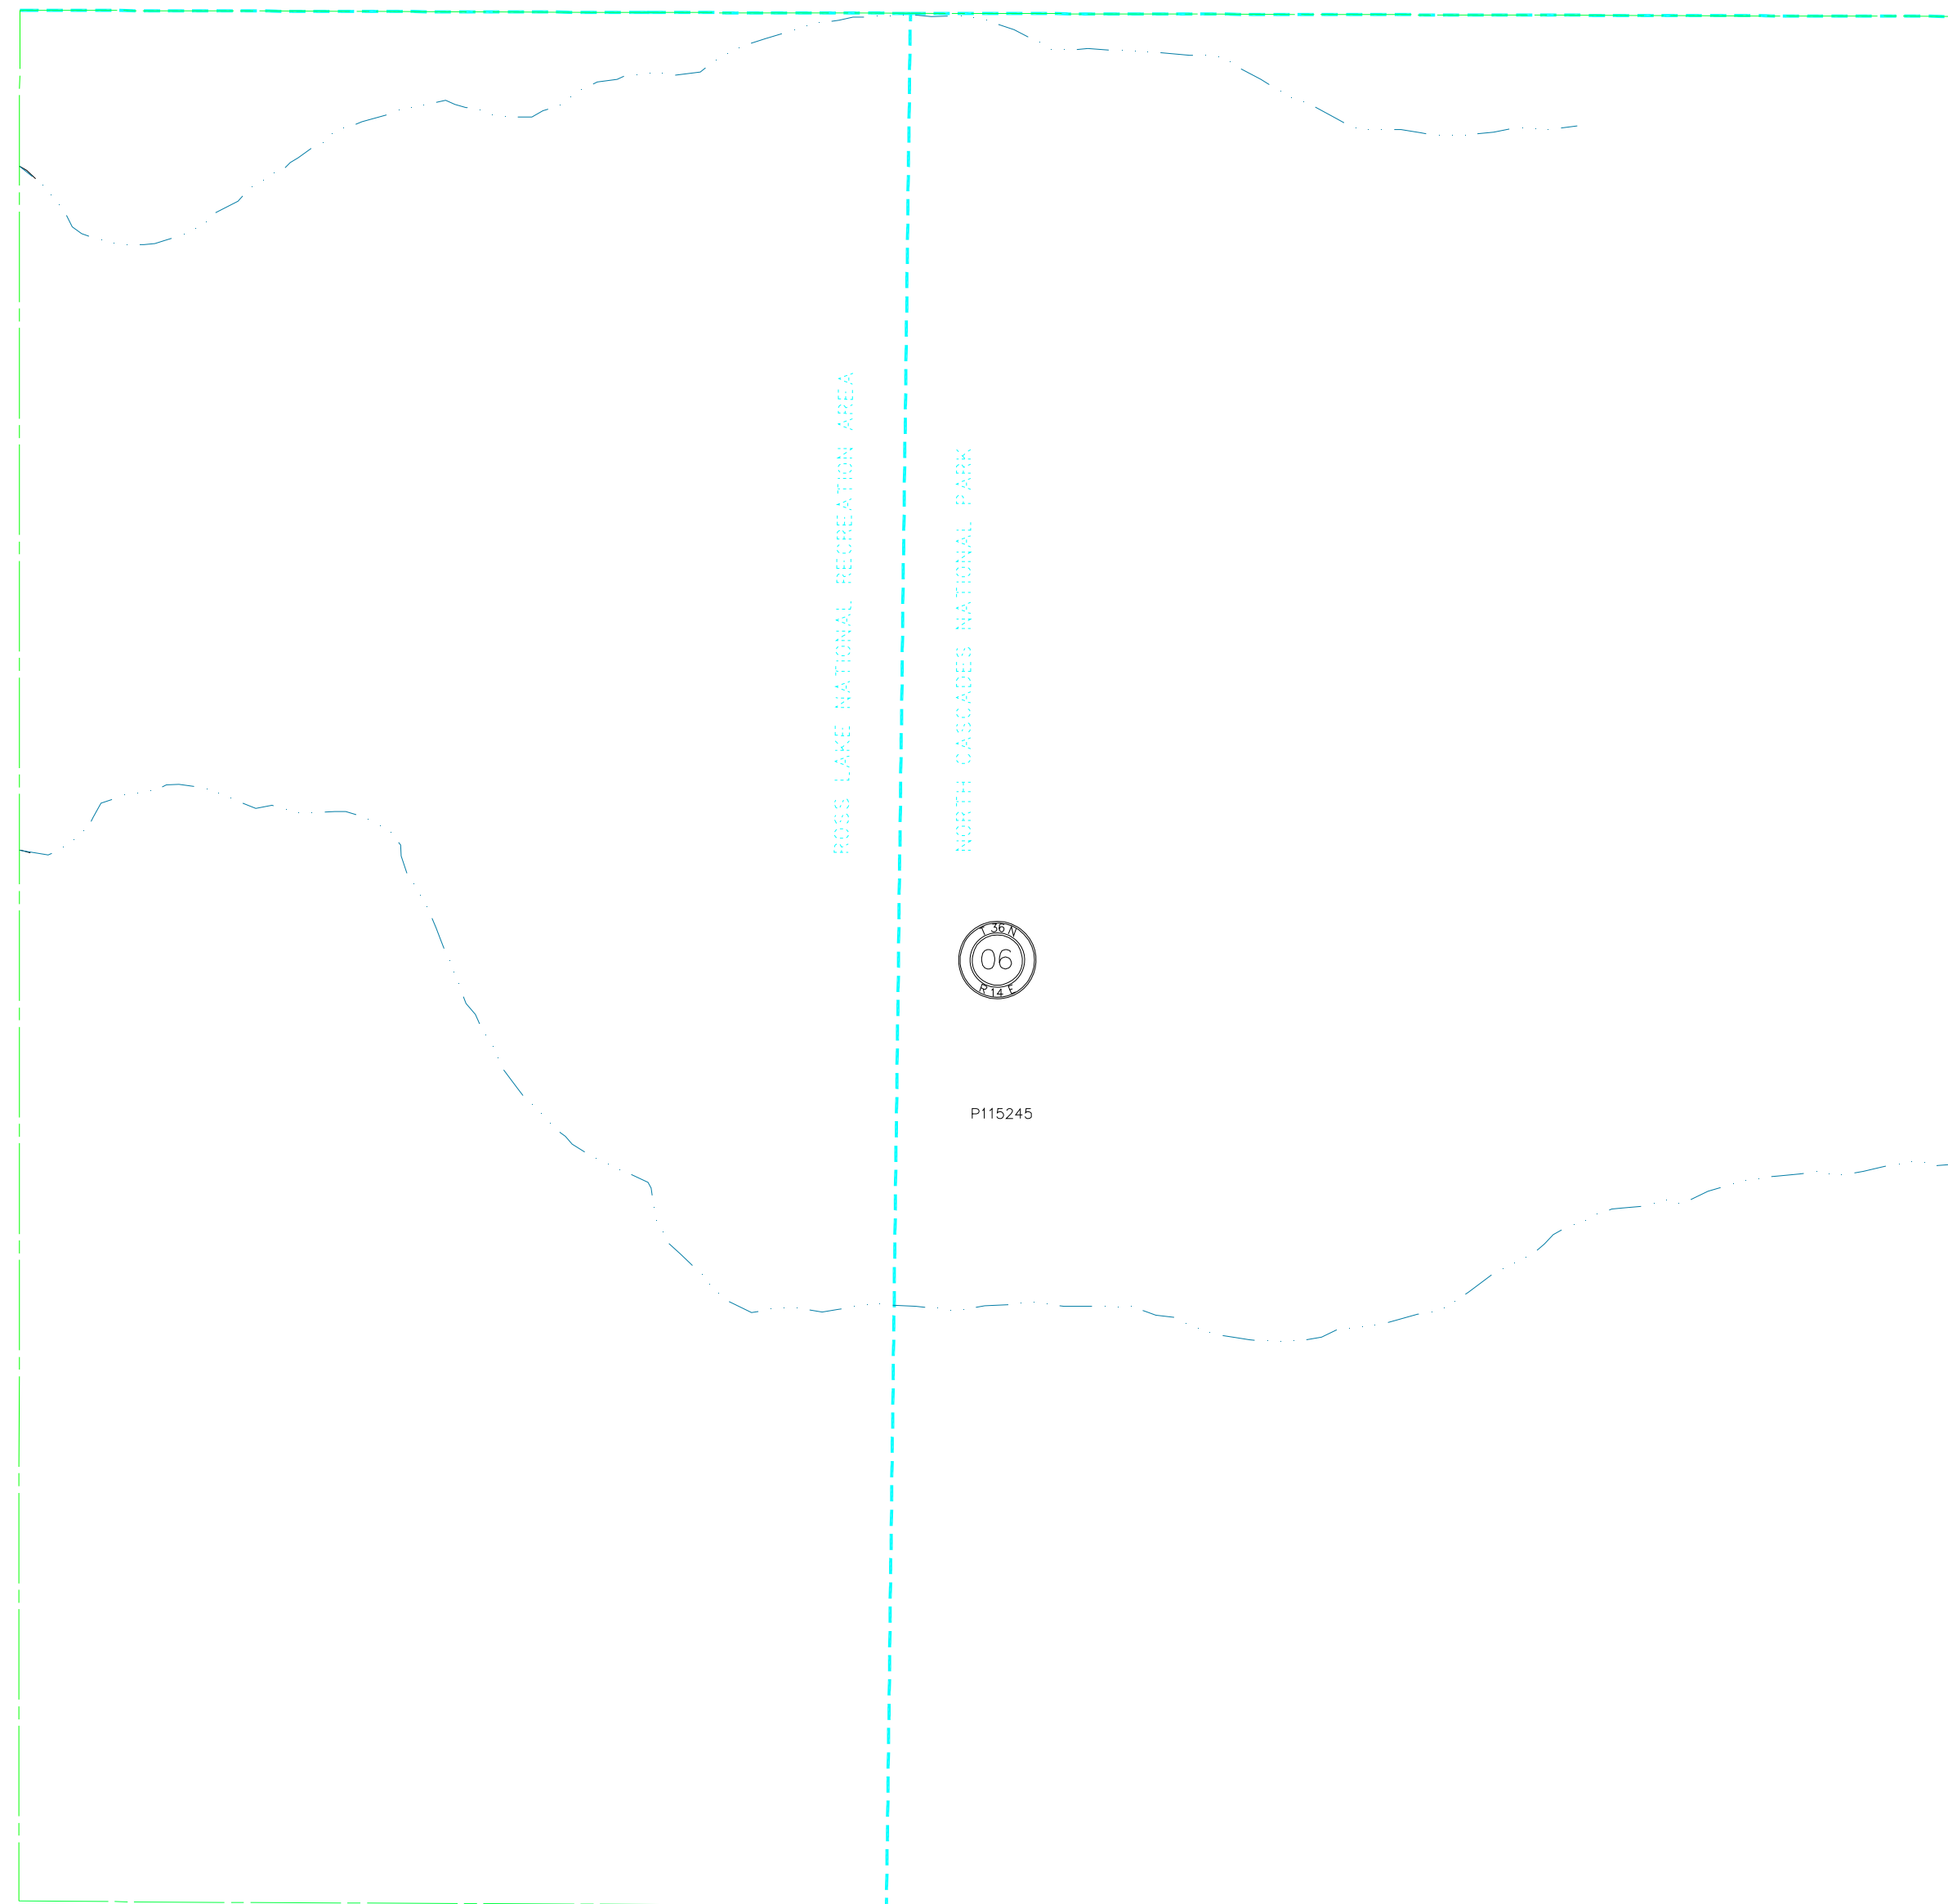 ROSS LAKE NATIONAL RECREATION AREA
NORTH CASCADES NATIONAL PARK
T 36 N
06
R 14 E
P115245